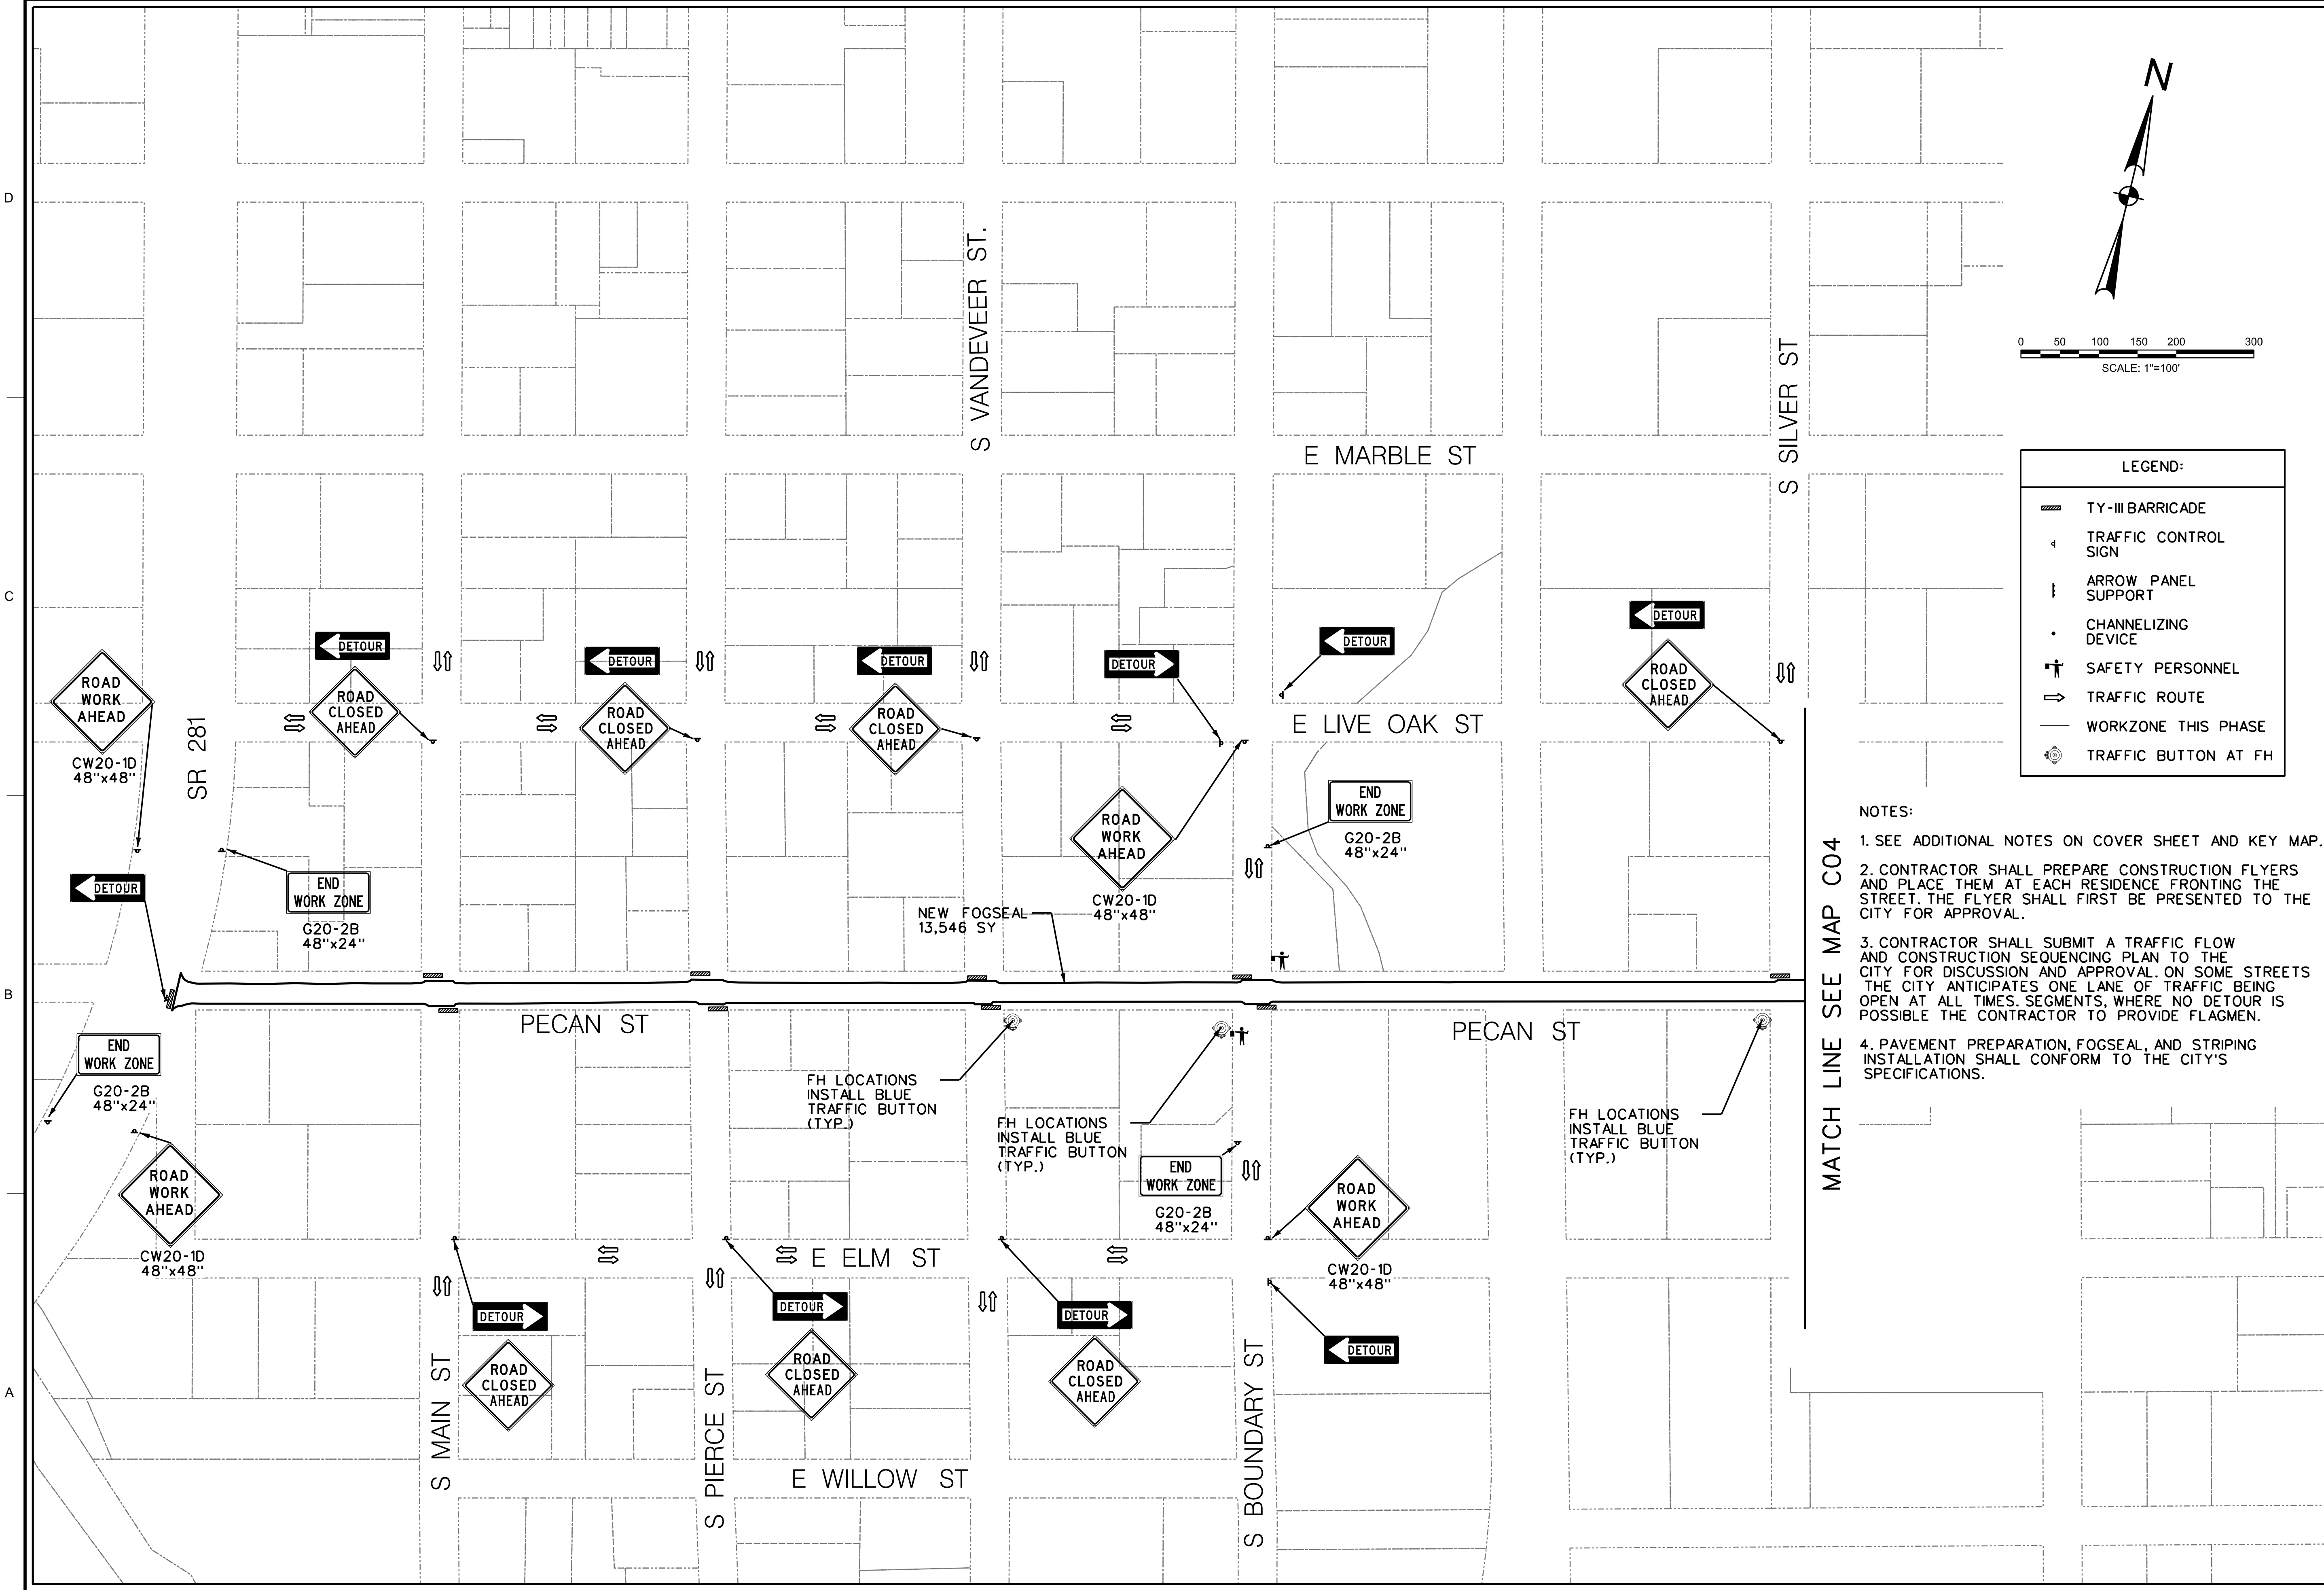 N
D
C
B
A
S VANDEVEER ST.
E MARBLE ST
S SILVER ST
0 50 100 150 200 300
SCALE: 1"=100'
LEGEND:
TY-III BARRICADE
TRAFFIC CONTROL
SIGN
ARROW PANEL
SUPPORT
CHANNELIZING
DEVICE
SAFETY PERSONNEL
TRAFFIC ROUTE
WORKZONE THIS PHASE
TRAFFIC BUTTON AT FH
NOTES:
1. SEE ADDITIONAL NOTES ON COVER SHEET AND KEY MAP.
2. CONTRACTOR SHALL PREPARE CONSTRUCTION FLYERS
AND PLACE THEM AT EACH RESIDENCE FRONTING THE
STREET. THE FLYER SHALL FIRST BE PRESENTED TO THE
CITY FOR APPROVAL.
3. CONTRACTOR SHALL SUBMIT A TRAFFIC FLOW
AND CONSTRUCTION SEQUENCING PLAN TO THE
CITY FOR DISCUSSION AND APPROVAL. ON SOME STREETS
THE CITY ANTICIPATES ONE LANE OF TRAFFIC BEING
OPEN AT ALL TIMES. SEGMENTS, WHERE NO DETOUR IS
POSSIBLE THE CONTRACTOR TO PROVIDE FLAGMEN.
4. PAVEMENT PREPARATION, FOGSEAL, AND STRIPING
INSTALLATION SHALL CONFORM TO THE CITY'S
SPECIFICATIONS.
MATCH LINE SEE MAP C04
ROAD
WORK
AHEAD
CW20-1D
48"x48"
SR 281
DETOUR
ROAD
CLOSED
AHEAD
DETOUR
ROAD
CLOSED
AHEAD
DETOUR
ROAD
CLOSED
AHEAD
DETOUR
DETOUR
E LIVE OAK ST
DETOUR
ROAD
CLOSED
AHEAD
DETOUR
END
WORK ZONE
G20-2B
48"x24"
NEW FOGSEAL
13,546 SY
ROAD
WORK
AHEAD
CW20-1D
48"x48"
END
WORK ZONE
G20-2B
48"x24"
PECAN ST
PECAN ST
END
WORK ZONE
G20-2B
48"x24"
ROAD
WORK
AHEAD
CW20-1D
48"x48"
FH LOCATIONS
INSTALL BLUE
TRAFFIC BUTTON
(TYP.)
FH LOCATIONS
INSTALL BLUE
TRAFFIC BUTTON
(TYP.)
END
WORK ZONE
G20-2B
48"x24"
ROAD
WORK
AHEAD
CW20-1D
48"x48"
FH LOCATIONS
INSTALL BLUE
TRAFFIC BUTTON
(TYP.)
E ELM ST
DETOUR
ROAD
CLOSED
AHEAD
DETOUR
ROAD
CLOSED
AHEAD
DETOUR
ROAD
CLOSED
AHEAD
DETOUR
S MAIN ST
S PIERCE ST
S BOUNDARY ST
E WILLOW ST